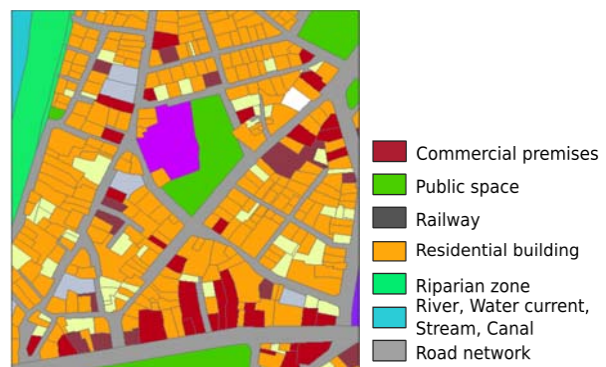 Commercial premises
Public space
Railway
Residential building
Riparian zone
River, Water current,
Stream, Canal
Road network